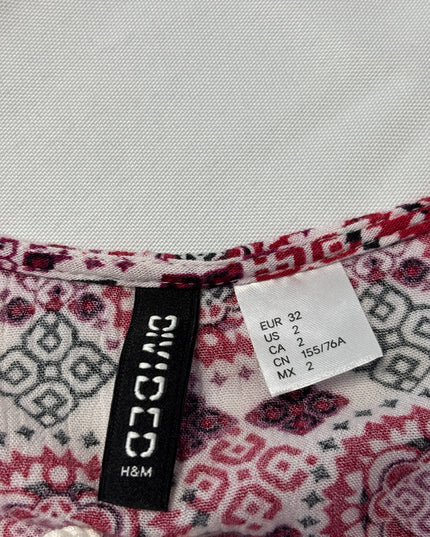 DIVIDED
H&M
EUR 32
US 2
CA 2
CN 155/76A
MX 2